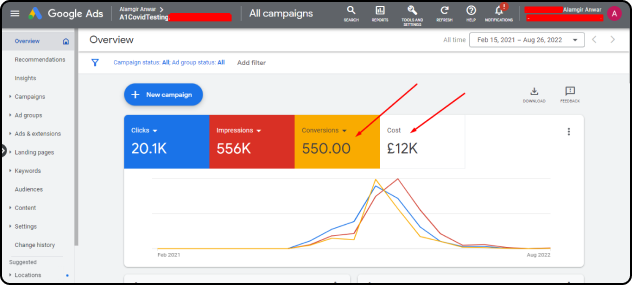 Google Ads
Alamgir Anwar
A1CovidTesting
All campaigns
SEARCH
REPORTS
TOOLS AND SETTINGS
REFRESH
HELP
NOTIFICATIONS
Alamgir Anwar
A
Overview
Recommendations
Insights
Campaigns
Ad groups
Ads & extensions
Landing pages
Keywords
Audiences
Content
Settings
Change history
Suggested
Locations
Overview
All time Feb 15, 2021 – Aug 26, 2022
Campaign status: All; Ad group status: All Add filter
New campaign
DOWNLOAD
FEEDBACK
Clicks
20.1K
Impressions
556K
Conversions
550.00
Cost
£12K
Feb 2021
Aug 2022